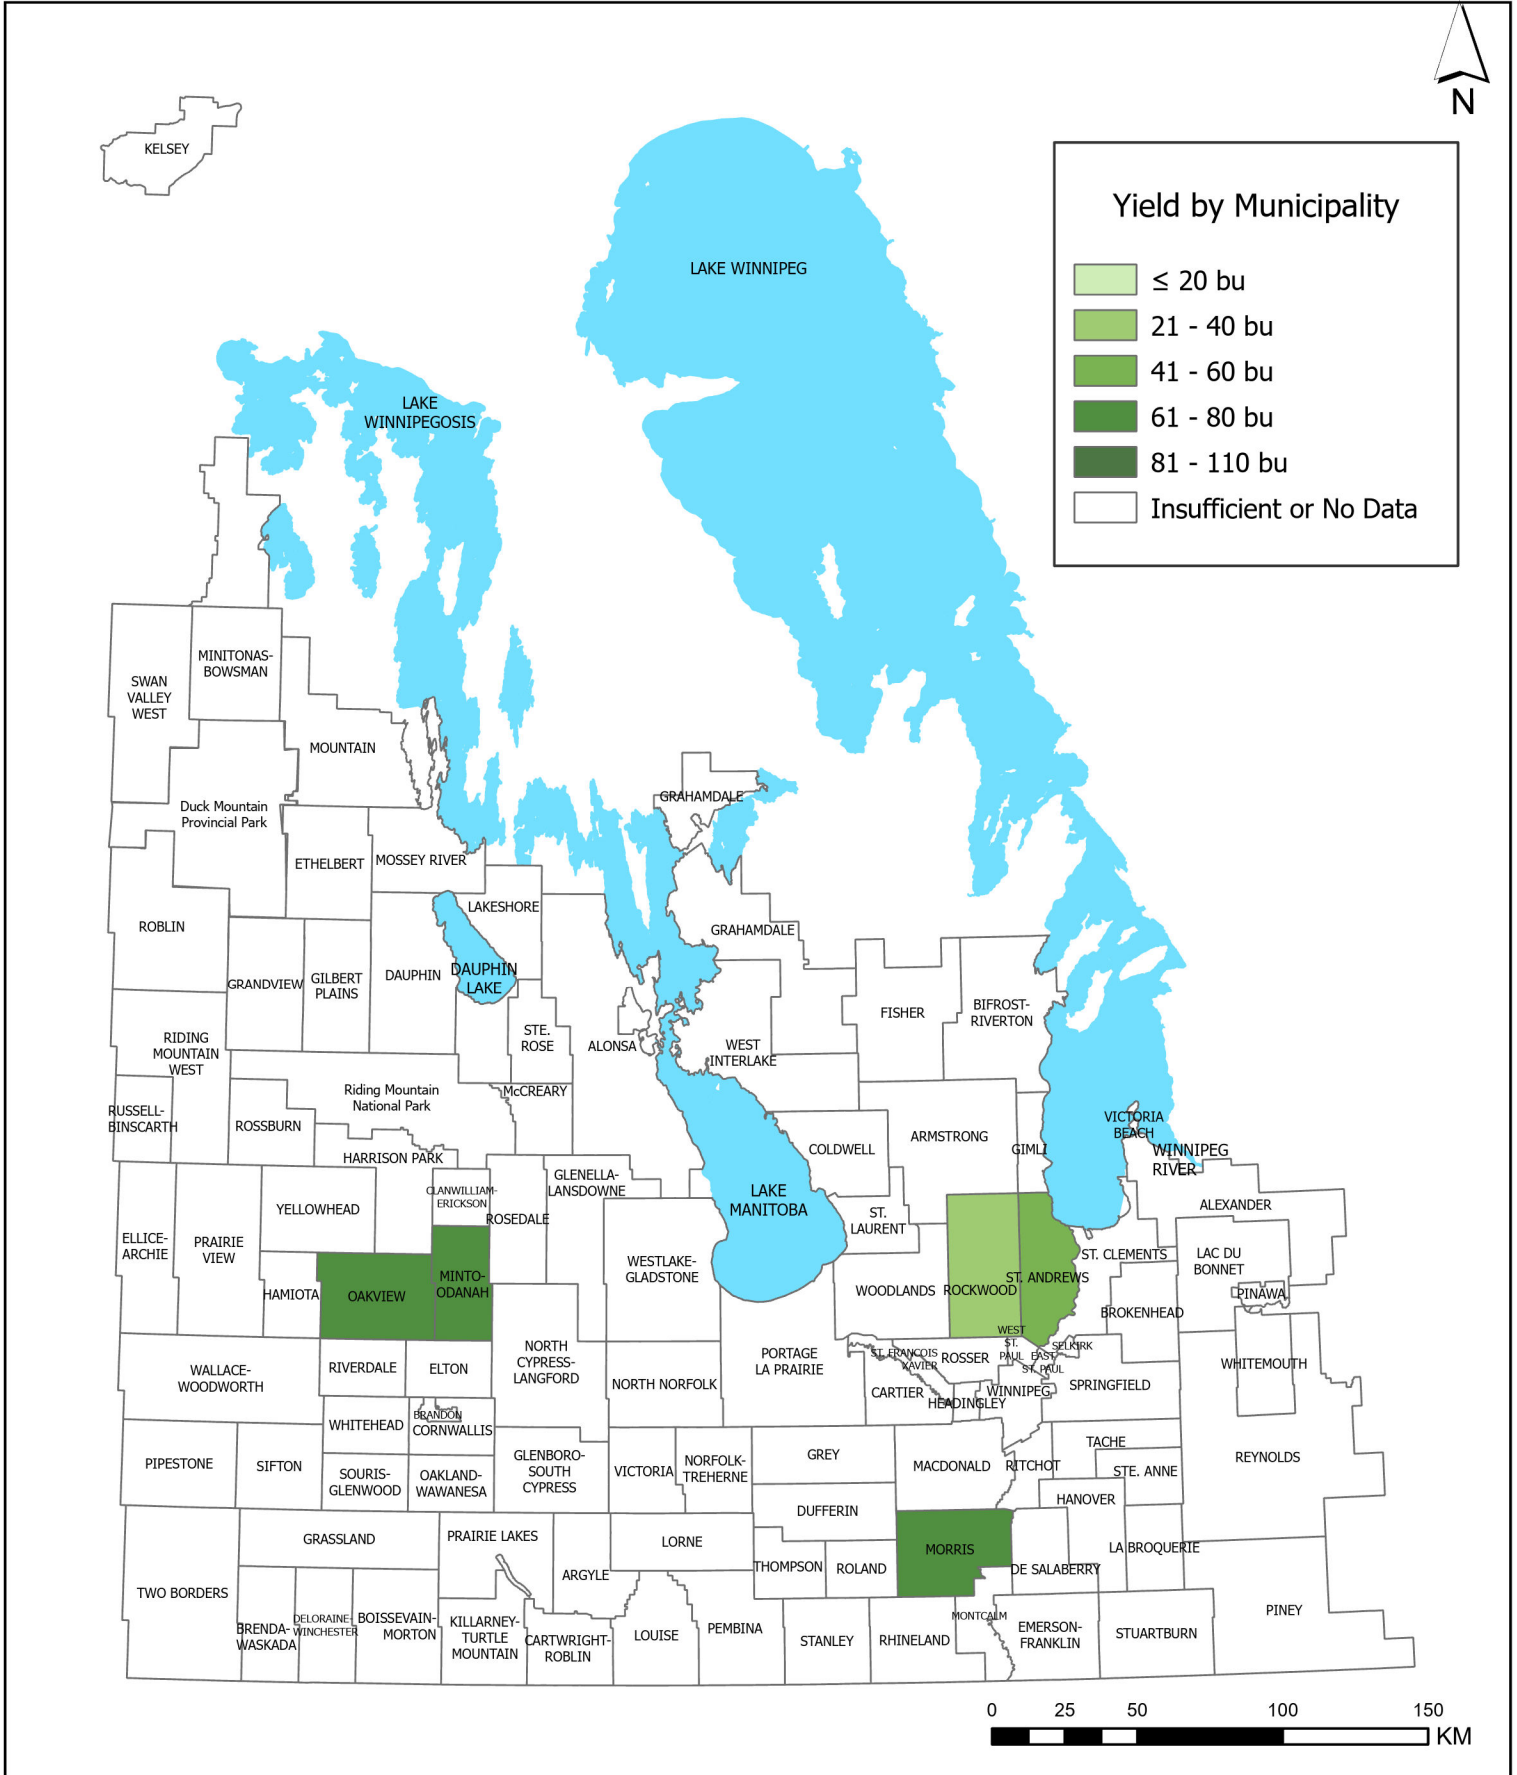 N
KELSEY
Yield by Municipality
≤ 20 bu
21 - 40 bu
41 - 60 bu
61 - 80 bu
81 - 110 bu
Insufficient or No Data
LAKE WINNIPEG
LAKE
WINNIPEGOSIS
MINITONAS-
BOWSMAN
SWAN
VALLEY
WEST
MOUNTAIN
Duck Mountain
Provincial Park
GRAHAMDALE
ETHELBERT
MOSSEY RIVER
LAKESHORE
ROBLIN
GRAHAMDALE
GRANDVIEW
GILBERT
PLAINS
DAUPHIN
DAUPHIN
LAKE
FISHER
BIFROST-
RIVERTON
STE.
ROSE
ALONSA
WEST
INTERLAKE
RIDING
MOUNTAIN
WEST
Riding Mountain
National Park
McCREARY
RUSSELL-
BINSCARTH
ROSSBURN
VICTORIA
BEACH
ARMSTRONG
GIMLI
COLDWELL
WINNIPEG
RIVER
HARRISON PARK
GLENELLA-
LANSDOWNE
CLANWILLIAM-
ERICKSON
LAKE
MANITOBA
ALEXANDER
YELLOWHEAD
ROSEDALE
ST.
LAURENT
ELLICE-
ARCHIE
PRAIRIE
VIEW
WESTLAKE-
GLADSTONE
ST. CLEMENTS
LAC DU
BONNET
HAMIOTA
OAKVIEW
MINTO-
ODANAH
WOODLANDS
ROCKWOOD
ST. ANDREWS
PINAWA
BROKENHEAD
WEST
ST.
PAUL
SELKIRK
EAST
ST. PAUL
NORTH
CYPRESS-
LANGFORD
PORTAGE
LA PRAIRIE
ST. FRANCOIS
XAVIER
ROSSER
WHITEMOUTH
WALLACE-
WOODWORTH
RIVERDALE
ELTON
NORTH NORFOLK
CARTIER
HEADINGLEY
WINNIPEG
SPRINGFIELD
WHITEHEAD
BRANDON
CORNWALLIS
TACHE
PIPESTONE
SIFTON
SOURIS-
GLENWOOD
OAKLAND-
WAWANESA
GLENBORO-
SOUTH
CYPRESS
VICTORIA
NORFOLK-
TREHERNE
GREY
MACDONALD
RITCHOT
STE. ANNE
REYNOLDS
HANOVER
DUFFERIN
GRASSLAND
PRAIRIE LAKES
LORNE
MORRIS
LA BROQUERIE
ARGYLE
THOMPSON
ROLAND
DE SALABERRY
TWO BORDERS
BRENDA-
WASKADA
DELORAINE-
WINCHESTER
BOISSEVAIN-
MORTON
KILLARNEY-
TURTLE
MOUNTAIN
CARTWRIGHT-
ROBLIN
LOUISE
PEMBINA
STANLEY
RHINELAND
MONTCALM
EMERSON-
FRANKLIN
STUARTBURN
PINEY
0 25 50 100 150
KM